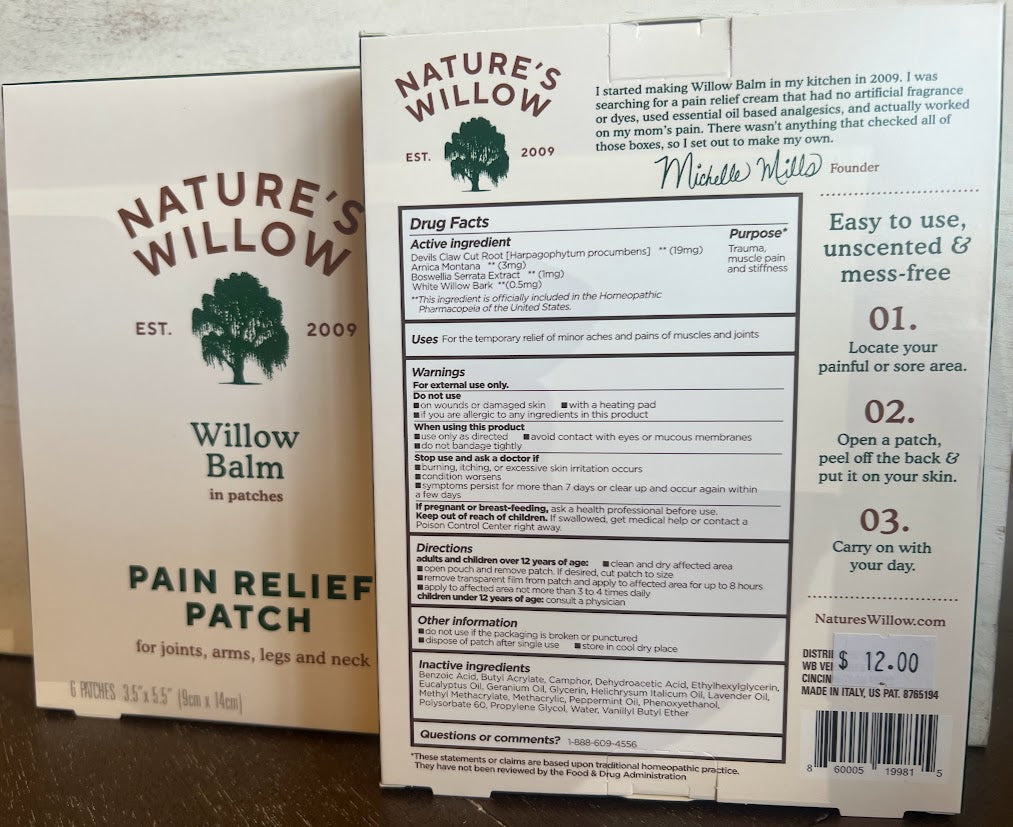 NATURE'S
WILLOW
EST. 2009
Willow
Balm
in patches
PAIN RELIEF
PATCH
for joints, arms, legs and neck
6 PATCHES 3.5" x 5.5" (9cm x 14cm)
NATURE'S
WILLOW
EST. 2009
I started making Willow Balm in my kitchen in 2009. I was
searching for a pain relief cream that had no artificial fragrance
or dyes, used essential oil based analgesics, and actually worked
on my mom's pain. There wasn't anything that checked all of
those boxes, so I set out to make my own.
Michelle Mills Founder
Drug Facts
Active ingredient Purpose*
Devils Claw Cut Root [Harpagophytum procumbens] ** (19mg) Trauma,
Arnica Montana ** (3mg) muscle pain
Boswellia Serrata Extract ** (1mg) and stiffness
White Willow Bark **(0.5mg)
**This ingredient is officially included in the Homeopathic
Pharmacopeia of the United States.
Uses For the temporary relief of minor aches and pains of muscles and joints
Warnings
For external use only.
Do not use
■ on wounds or damaged skin ■ with a heating pad
■ if you are allergic to any ingredients in this product
When using this product
■ use only as directed ■ avoid contact with eyes or mucous membranes
■ do not bandage tightly
Stop use and ask a doctor if
■ burning, itching, or excessive skin irritation occurs
■ condition worsens
■ symptoms persist for more than 7 days or clear up and occur again within
a few days
If pregnant or breast-feeding, ask a health professional before use.
Keep out of reach of children. If swallowed, get medical help or contact a
Poison Control Center right away.
Directions
adults and children over 12 years of age: ■ clean and dry affected area
■ open pouch and remove patch. If desired, cut patch to size
■ remove transparent film from patch and apply to affected area for up to 8 hours
■ apply to affected area not more than 3 to 4 times daily
children under 12 years of age: consult a physician
Other information
■ do not use if the packaging is broken or punctured
■ dispose of patch after single use ■ store in cool dry place
Inactive ingredients
Benzoic Acid, Butyl Acrylate, Camphor, Dehydroacetic Acid, Ethylhexylglycerin,
Eucalyptus Oil, Geranium Oil, Glycerin, Helichrysum Italicum Oil, Lavender Oil,
Methyl Methacrylate, Methacrylic, Peppermint Oil, Phenoxyethanol,
Polysorbate 60, Propylene Glycol, Water, Vanillyl Butyl Ether
Questions or comments? 1-888-609-4556
*These statements or claims are based upon traditional homeopathic practice.
They have not been reviewed by the Food & Drug Administration
Easy to use,
unscented &
mess-free
01.
Locate your
painful or sore area.
02.
Open a patch,
peel off the back &
put it on your skin.
03.
Carry on with
your day.
NaturesWillow.com
DISTRI
WB VE
CINCIN
$ 12.00
MADE IN ITALY, US PAT. 8765194
8 60005 19981 5